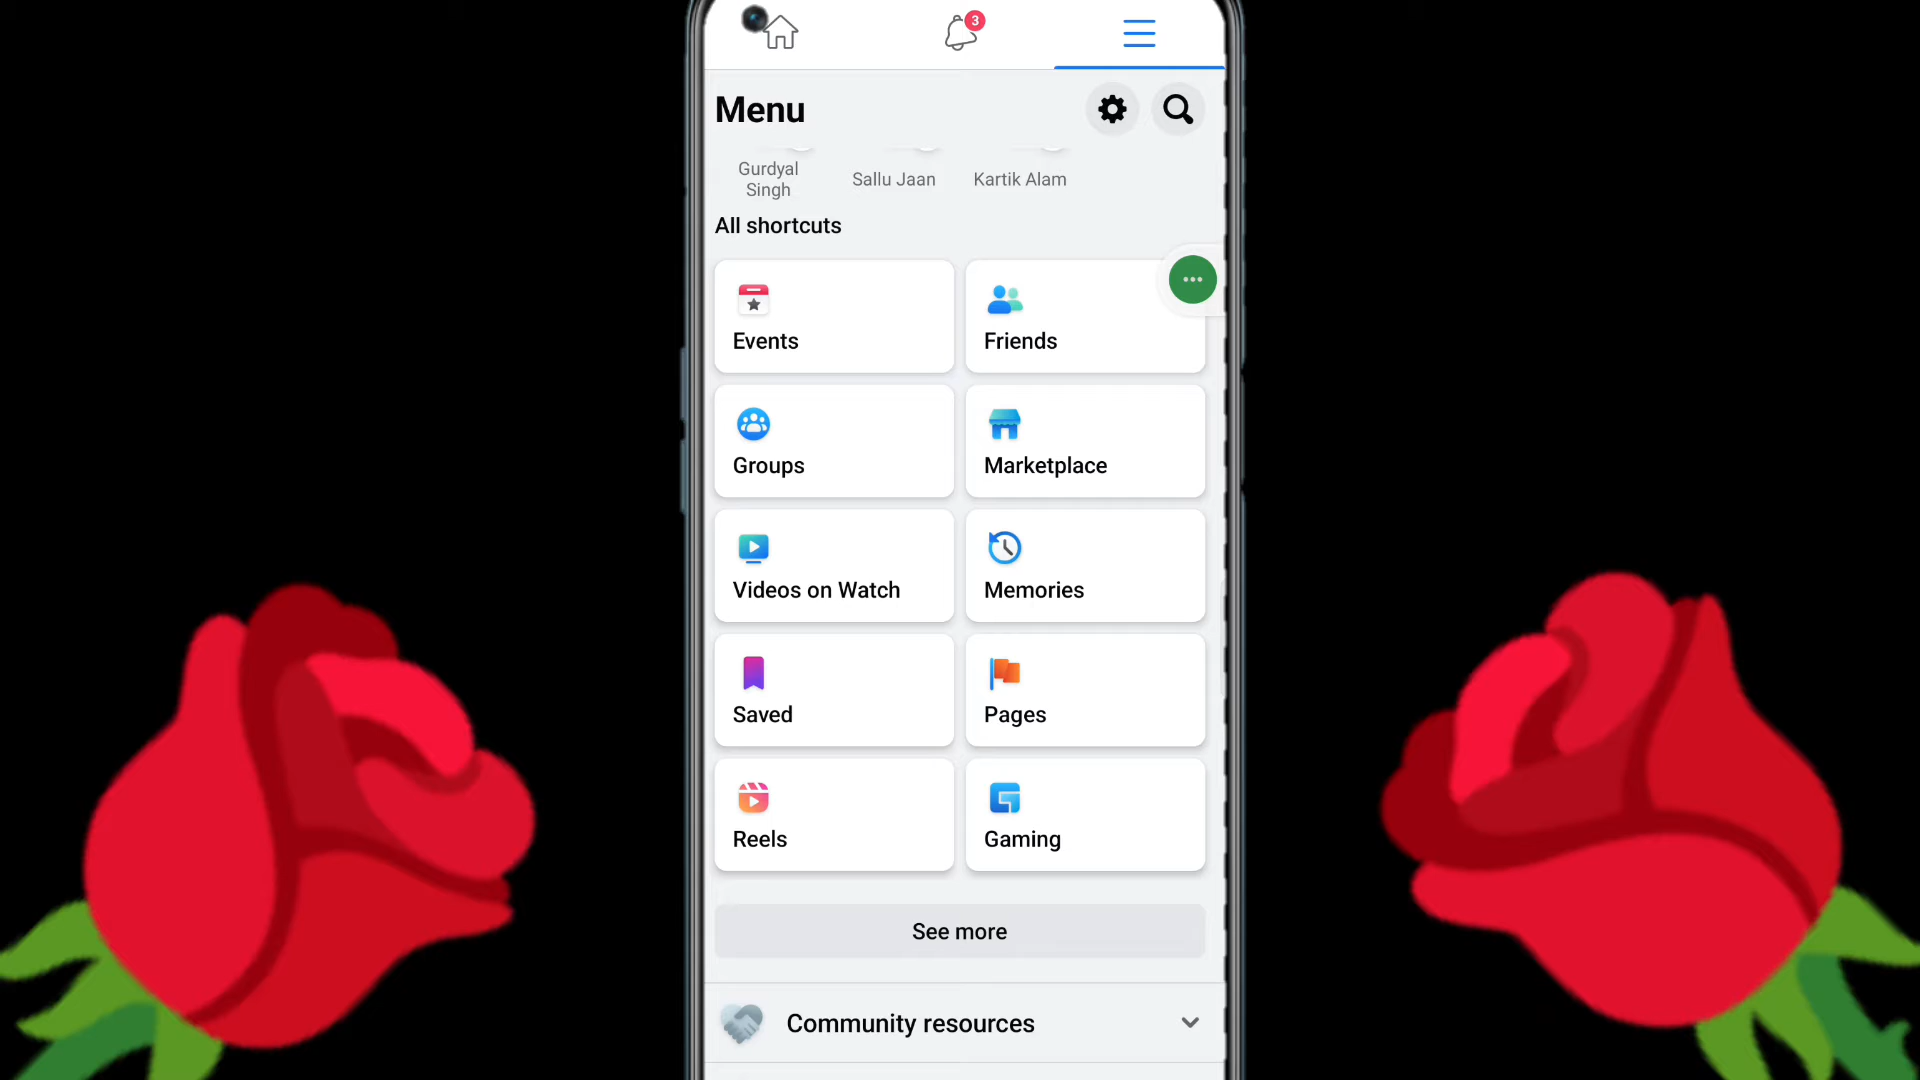 3
Menu
Gurdyal
Singh
Sallu Jaan
Kartik Alam
All shortcuts
Events
Friends
Groups
Marketplace
Videos on Watch
Memories
Saved
Pages
Reels
Gaming
See more
Community resources